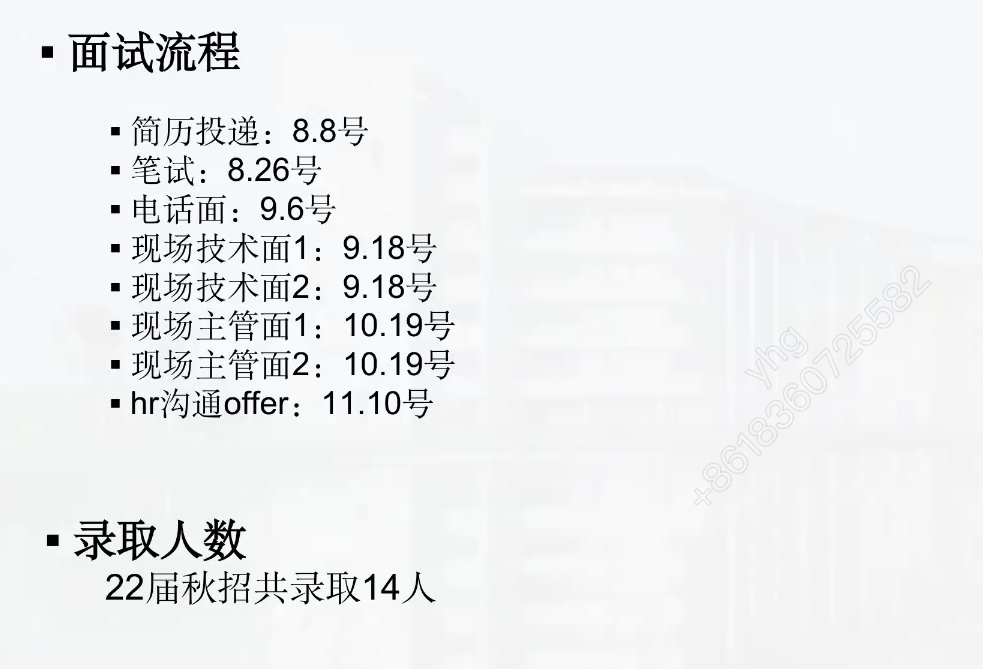 ▪ 面试流程
▪ 简历投递：8.8号
▪ 笔试：8.26号
▪ 电话面：9.6号
▪ 现场技术面1：9.18号
▪ 现场技术面2：9.18号
▪ 现场主管面1：10.19号
▪ 现场主管面2：10.19号
▪ hr沟通offer：11.10号
yhg
+8618360725582
▪ 录取人数
22届秋招共录取14人